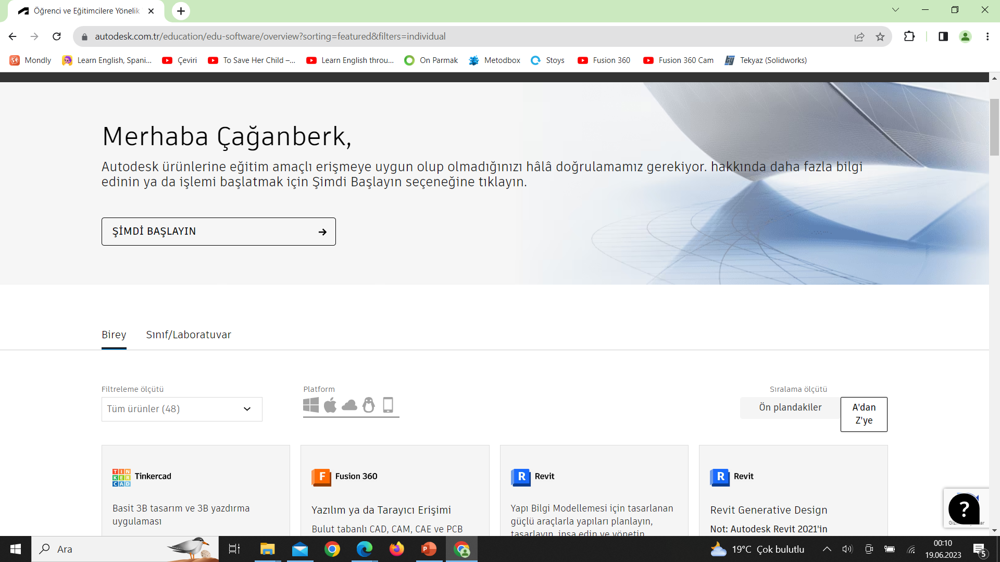 Öğrenci ve Eğitimcilere Yönelik
autodesk.com.tr/education/edu-software/overview?sorting=featured&filters=individual
Mondly
Learn English, Spani...
Çeviri
To Save Her Child –...
Learn English throu...
On Parmak
Metodbox
Stoys
Fusion 360
Fusion 360 Cam
Tekyaz (Solidworks)
Merhaba Çağanberk,
Autodesk ürünlerine eğitim amaçlı erişmeye uygun olup olmadığınızı hâlâ doğrulamamız gerekiyor. hakkında daha fazla bilgi
edinin ya da işlemi başlatmak için Şimdi Başlayın seçeneğine tıklayın.
ŞİMDİ BAŞLAYIN
Birey
Sınıf/Laboratuvar
Filtreleme ölçütü
Platform
Sıralama ölçütü
Tüm ürünler (48)
Ön plandakiler
A'dan
Z'ye
TIN
KER
CAD
Tinkercad
Basit 3B tasarım ve 3B yazdırma
uygulaması
F
Fusion 360
Yazılım ya da Tarayıcı Erişimi
Bulut tabanlı CAD, CAM, CAE ve PCB
R
Revit
Yapı Bilgi Modellemesi için tasarlanan
güçlü araçlarla yapıları planlayın,
tasarlayın, inşa edin ve yönetin
R
Revit
Revit Generative Design
Not: Autodesk Revit 2021'in
?
Ara
19°C Çok bulutlu
00:10
19.06.2023
5